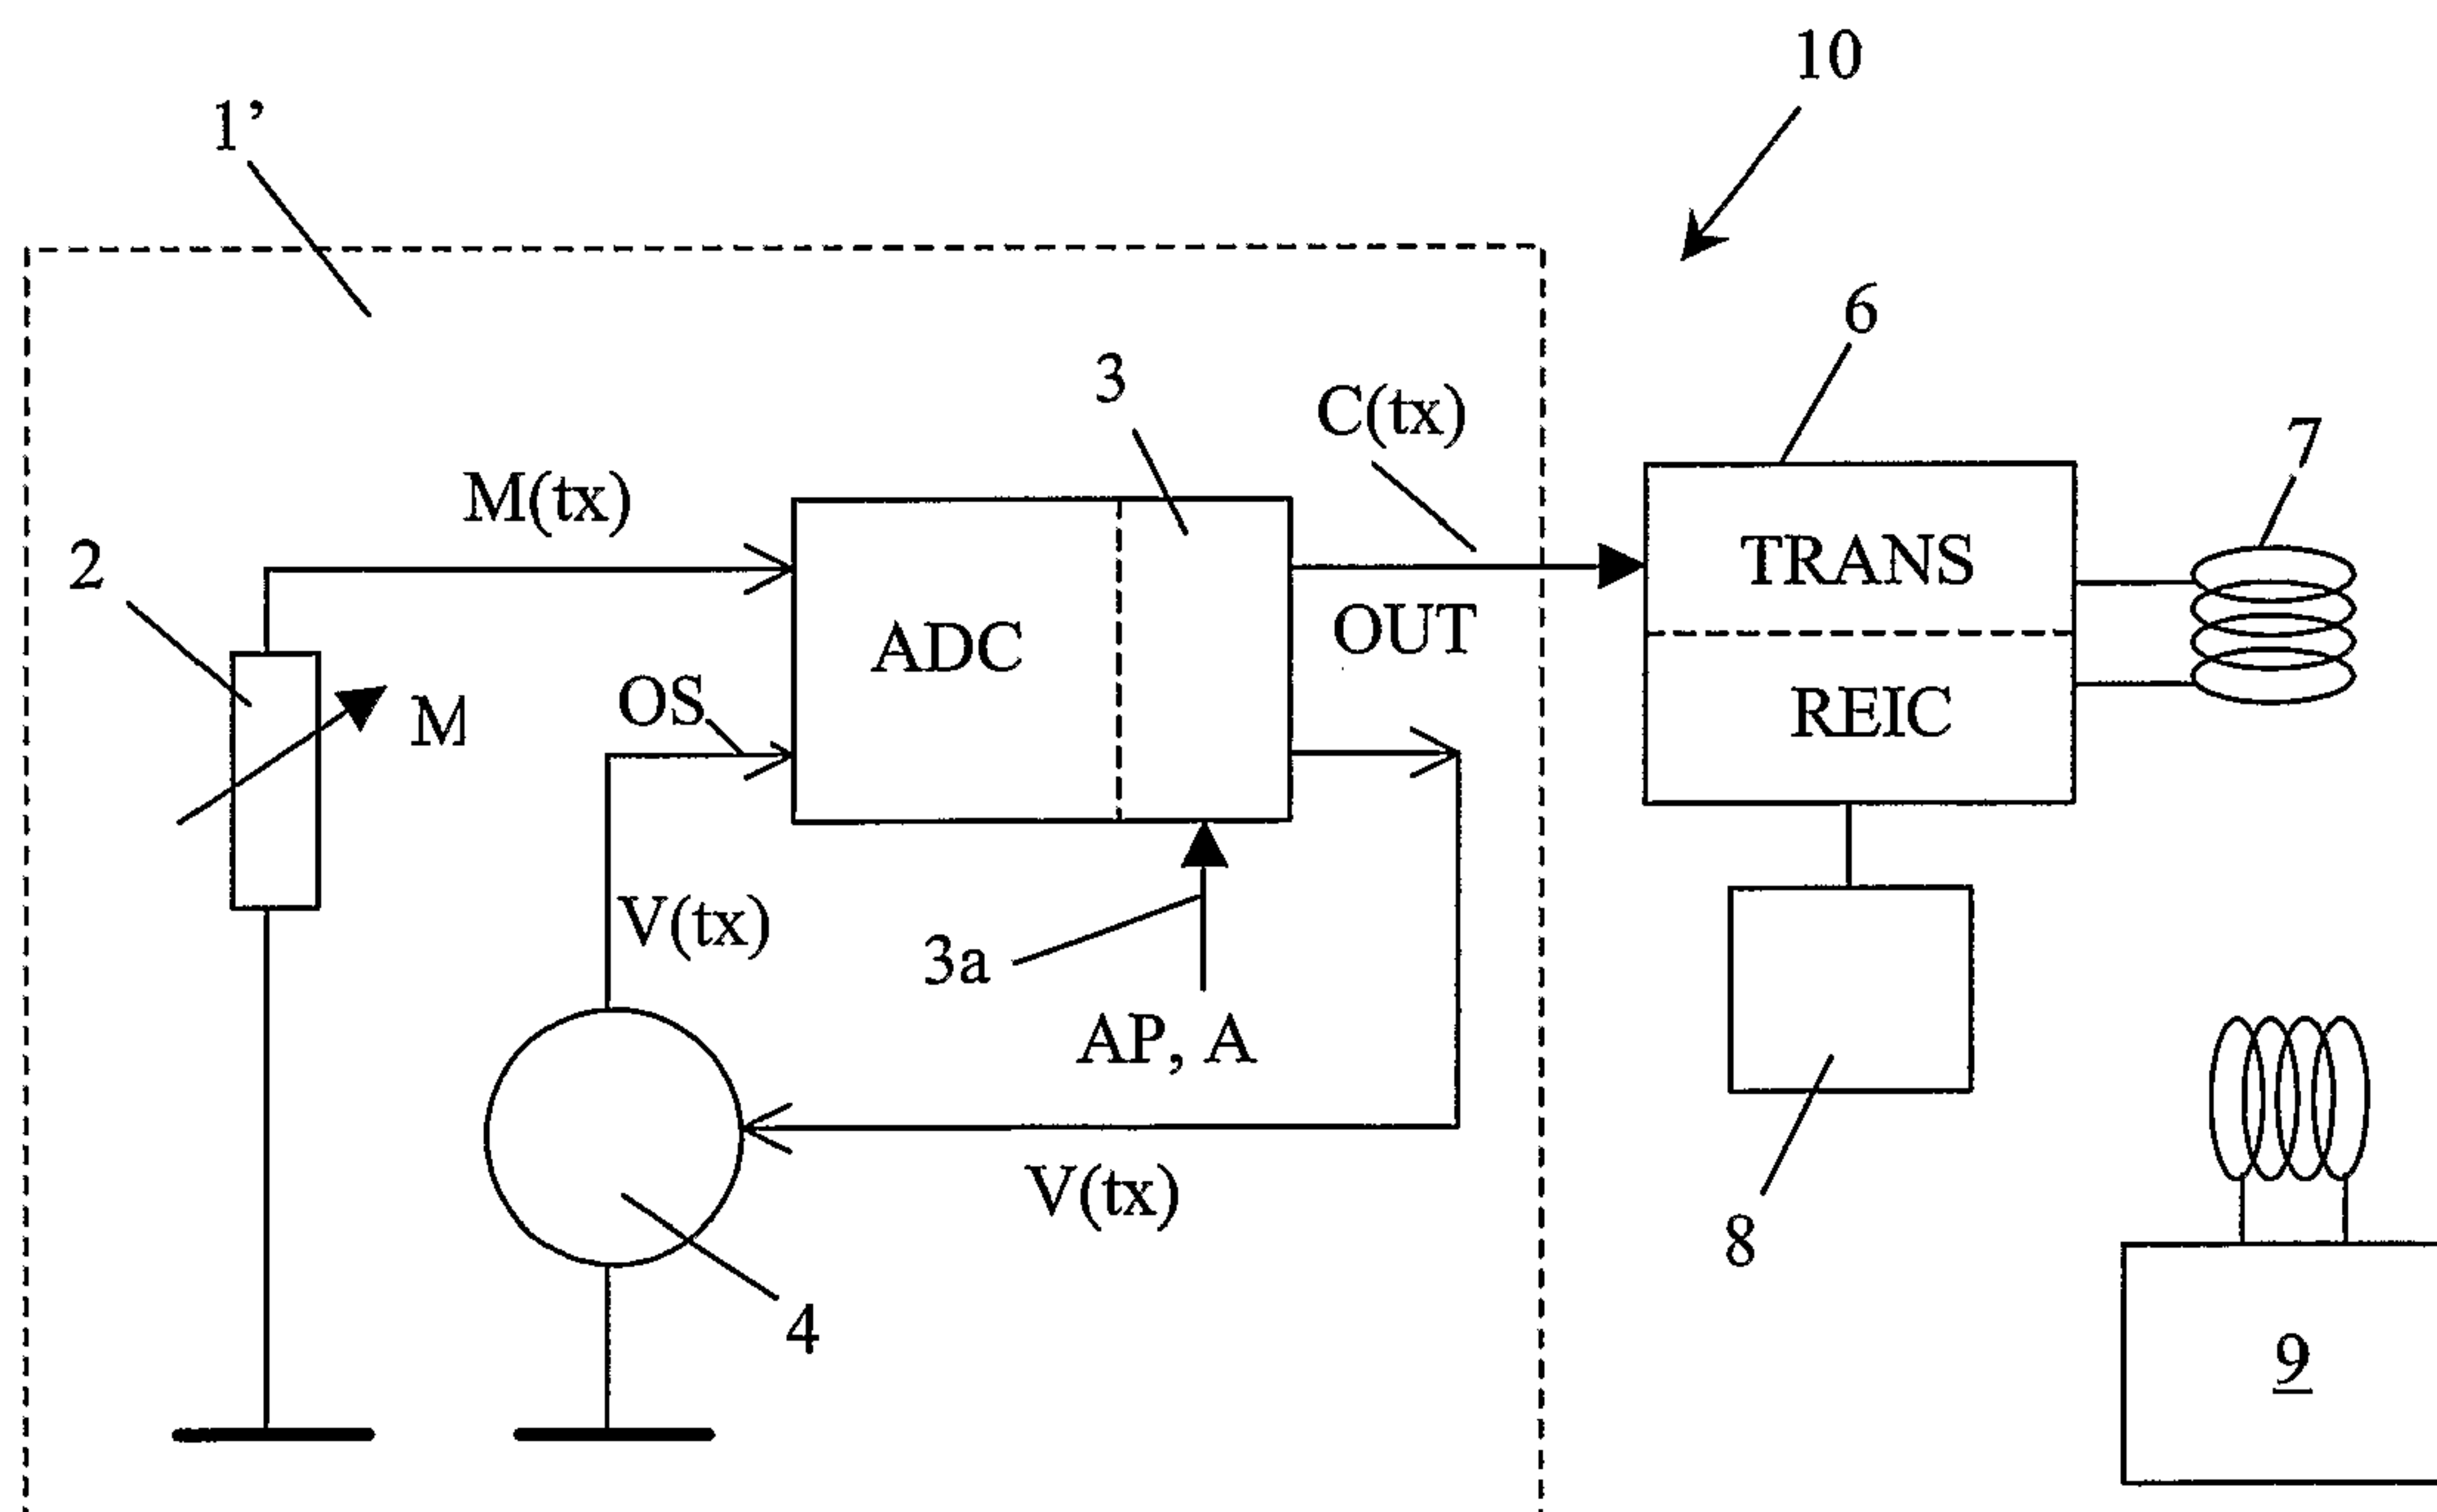 10
1’
6
3
C(tx)
7
M(tx)
2
TRANS
ADC
OUT
OS
M
REIC
V(tx)
3a
AP, A
V(tx)
8
4
9